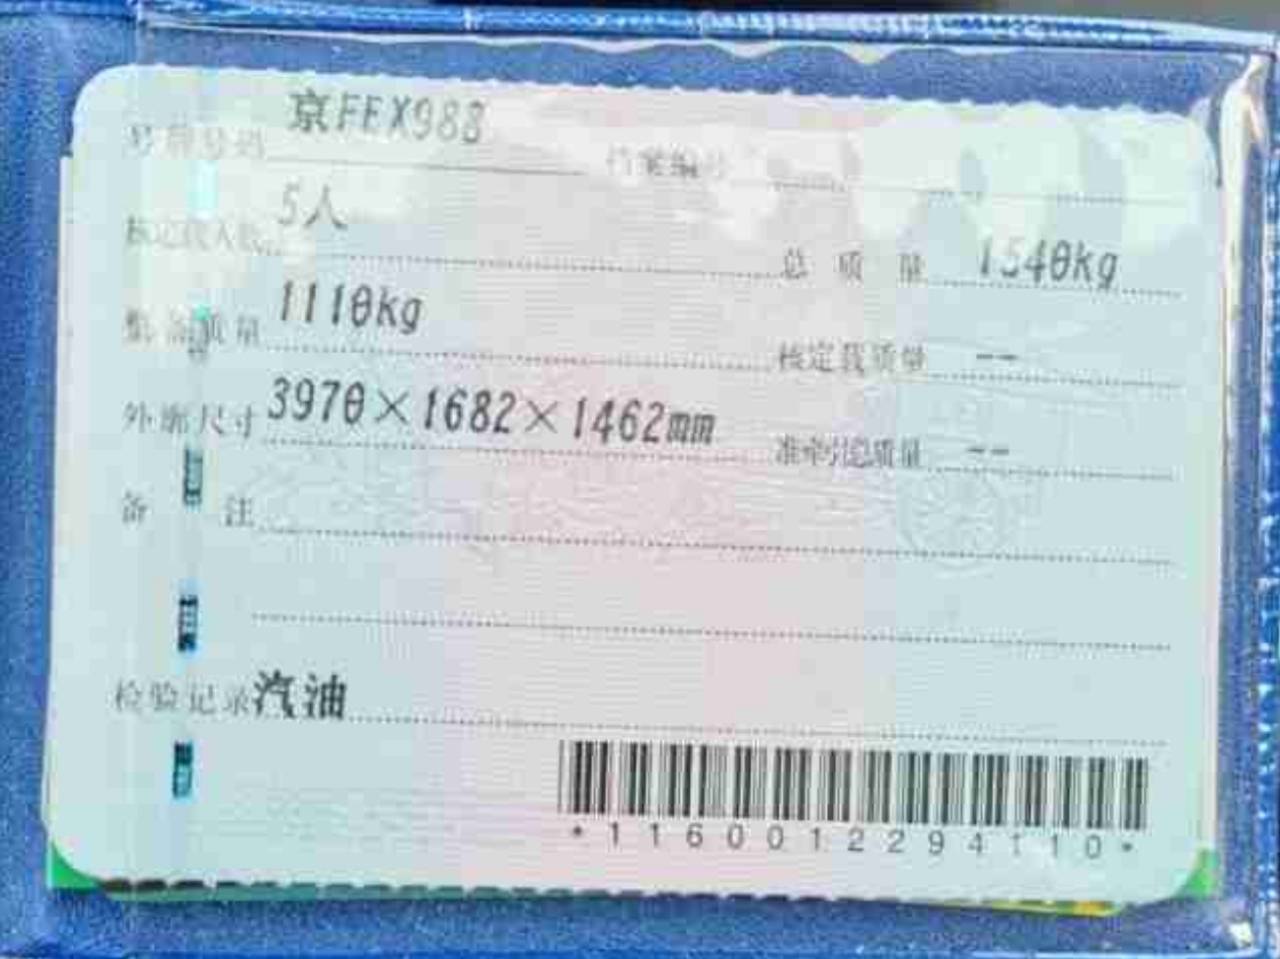 号牌号码 京FEX983 档案编号
核定载人数 5人 总质量 1540kg
整备质量 1110kg 核定载质量 --
外廓尺寸 3970×1682×1462mm 准牵引总质量 --
备注
检验记录 汽油
*1160012294110*